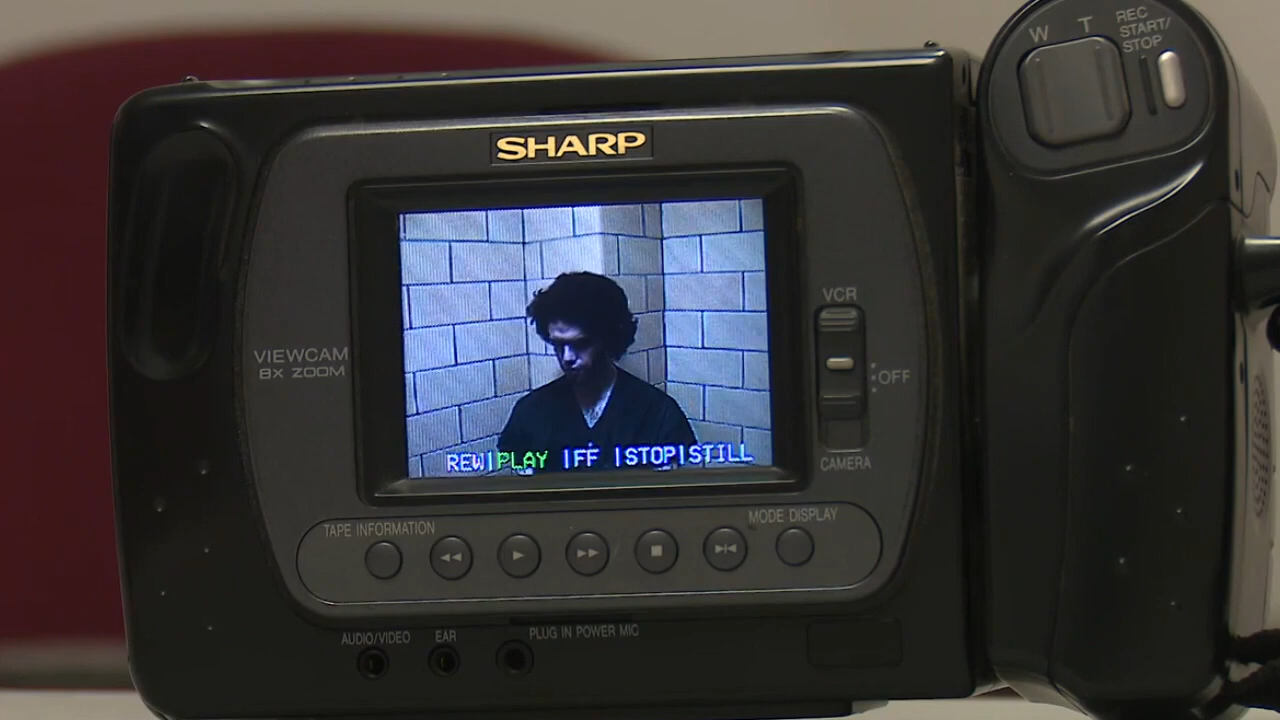 W T REC
START/
STOP
SHARP
VIEWCAM
8X ZOOM
VCR
OFF
CAMERA
REW|PLAY |FF |STOP|STILL
TAPE INFORMATION
MODE DISPLAY
AUDIO/VIDEO EAR PLUG IN POWER MIC